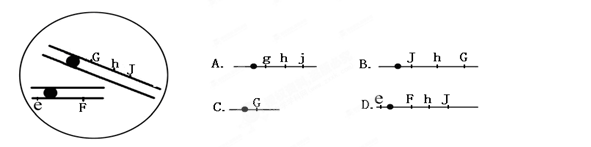 G h J
e F
A. g h j
B. J h G
C. G
D. e F h J